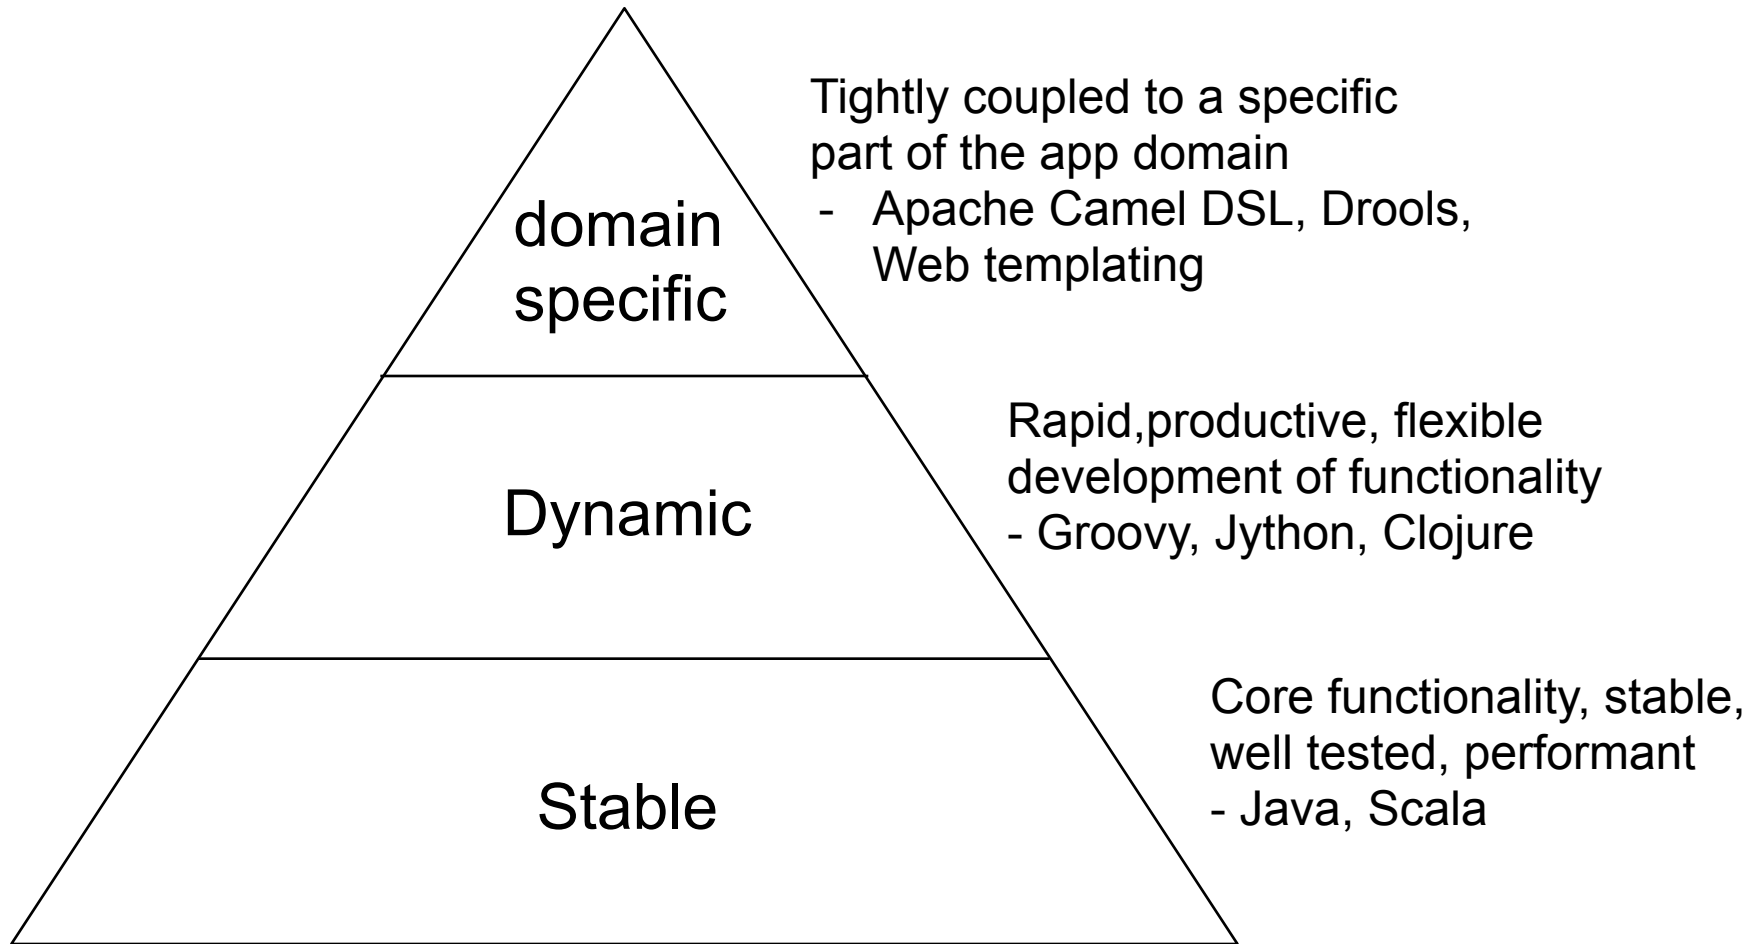 Tightly coupled to a specific
part of the app domain
- Apache Camel DSL, Drools,
Web templating
domain
specific
Rapid,productive, flexible
development of functionality
- Groovy, Jython, Clojure
Dynamic
Core functionality, stable,
well tested, performant
- Java, Scala
Stable